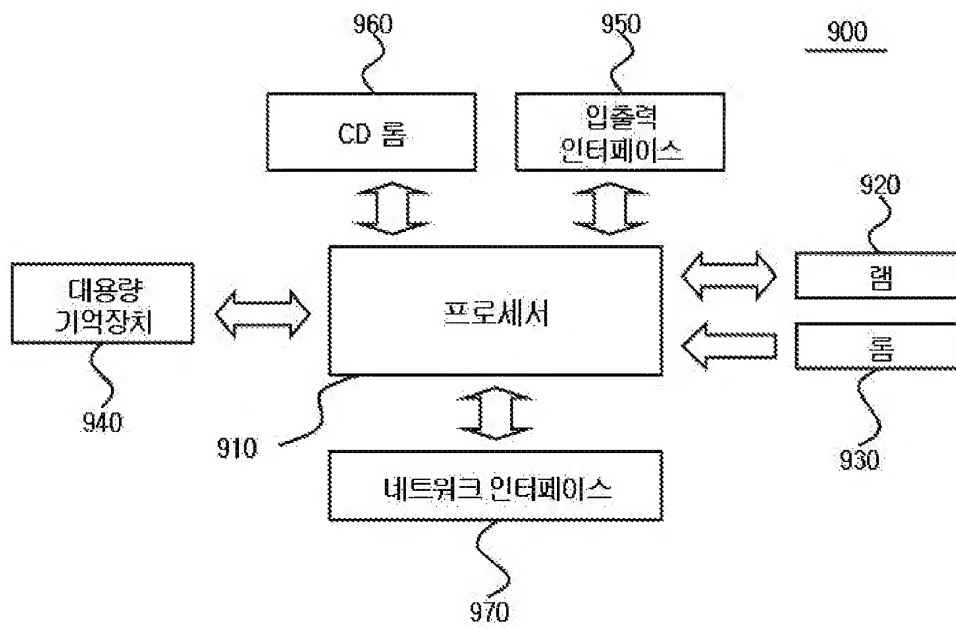 960
950
900
CD 롬
입출력
인터페이스
920
램
대용량
기억장치
프로세서
롬
940
910
930
네트워크 인터페이스
970